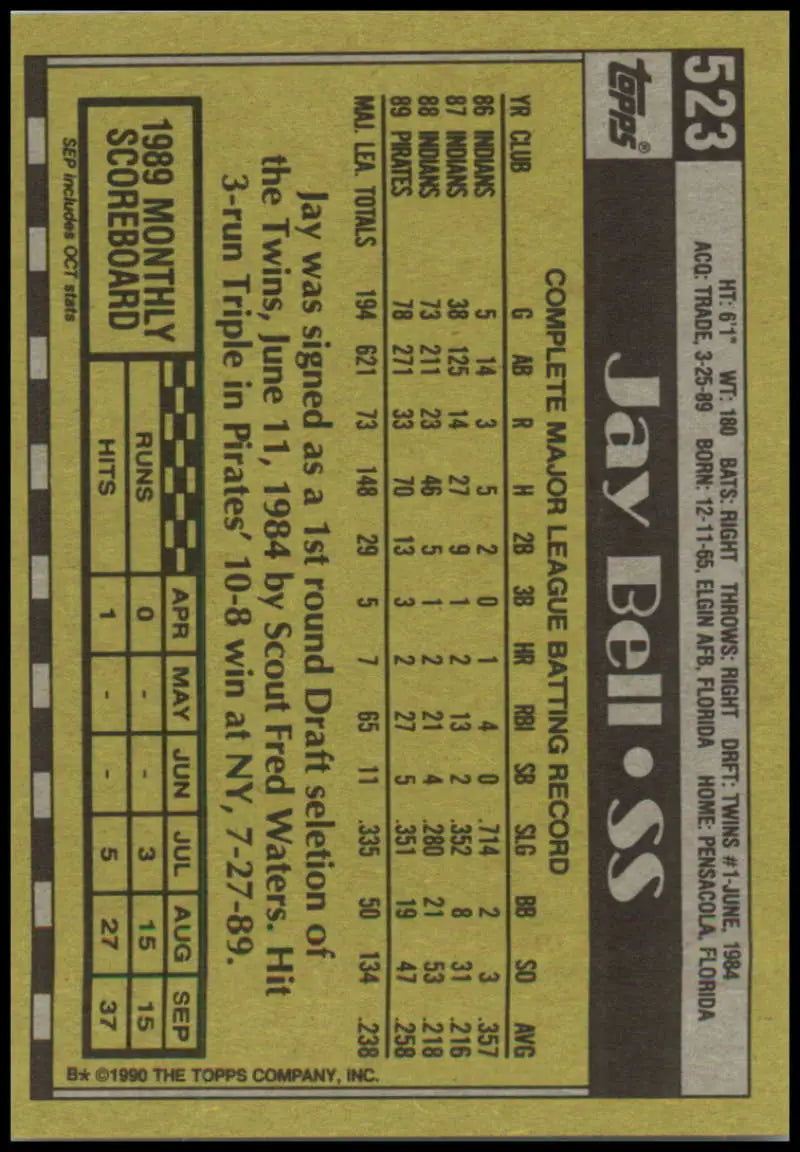 523
HT: 6'1" WT: 180 BATS: RIGHT THROWS: RIGHT DRFT: TWINS #1-JUNE, 1984
ACQ: TRADE, 3-25-89 BORN: 12-11-65, ELGIN AFB, FLORIDA HOME: PENSACOLA, FLORIDA
topps® Jay Bell • SS
COMPLETE MAJOR LEAGUE BATTING RECORD
YR CLUB G AB R H 2B 3B HR RBI SB SLG BB SO AVG
86 INDIANS 5 14 3 5 2 0 1 4 0 .714 2 3 .357
87 INDIANS 38 125 14 27 9 1 2 13 2 .352 8 31 .216
88 INDIANS 73 211 23 46 5 1 2 21 4 .280 21 53 .218
89 PIRATES 78 271 33 70 13 3 2 27 5 .351 19 47 .258
MAJ. LEA. TOTALS 194 621 73 148 29 5 7 65 11 .335 50 134 .238
Jay was signed as a 1st round Draft seletion of
the Twins, June 11, 1984 by Scout Fred Waters. Hit
3-run Triple in Pirates' 10-8 win at NY, 7-27-89.
1989 MONTHLY
SCOREBOARD
APR MAY JUN JUL AUG SEP
RUNS 0 - - 3 15 15
HITS 1 - - 5 27 37
SEP includes OCT stats
B* ©1990 THE TOPPS COMPANY, INC.